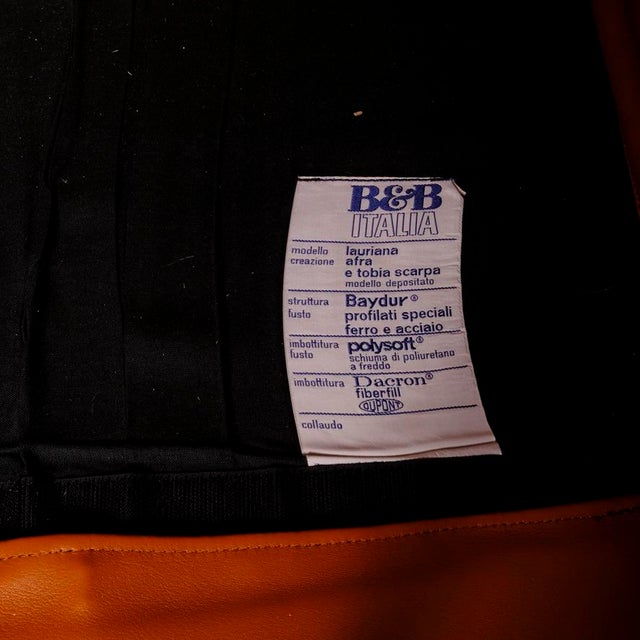 B&B
ITALIA
modello lauriana
creazione afra
e tobia scarpa
modello depositato
struttura Baydur®
fusto profilati speciali
ferro e acciaio
imbottitura polysoft®
fusto schiuma di poliuretano
a freddo
imbottitura Dacron®
fiberfill
DUPONT
collaudo